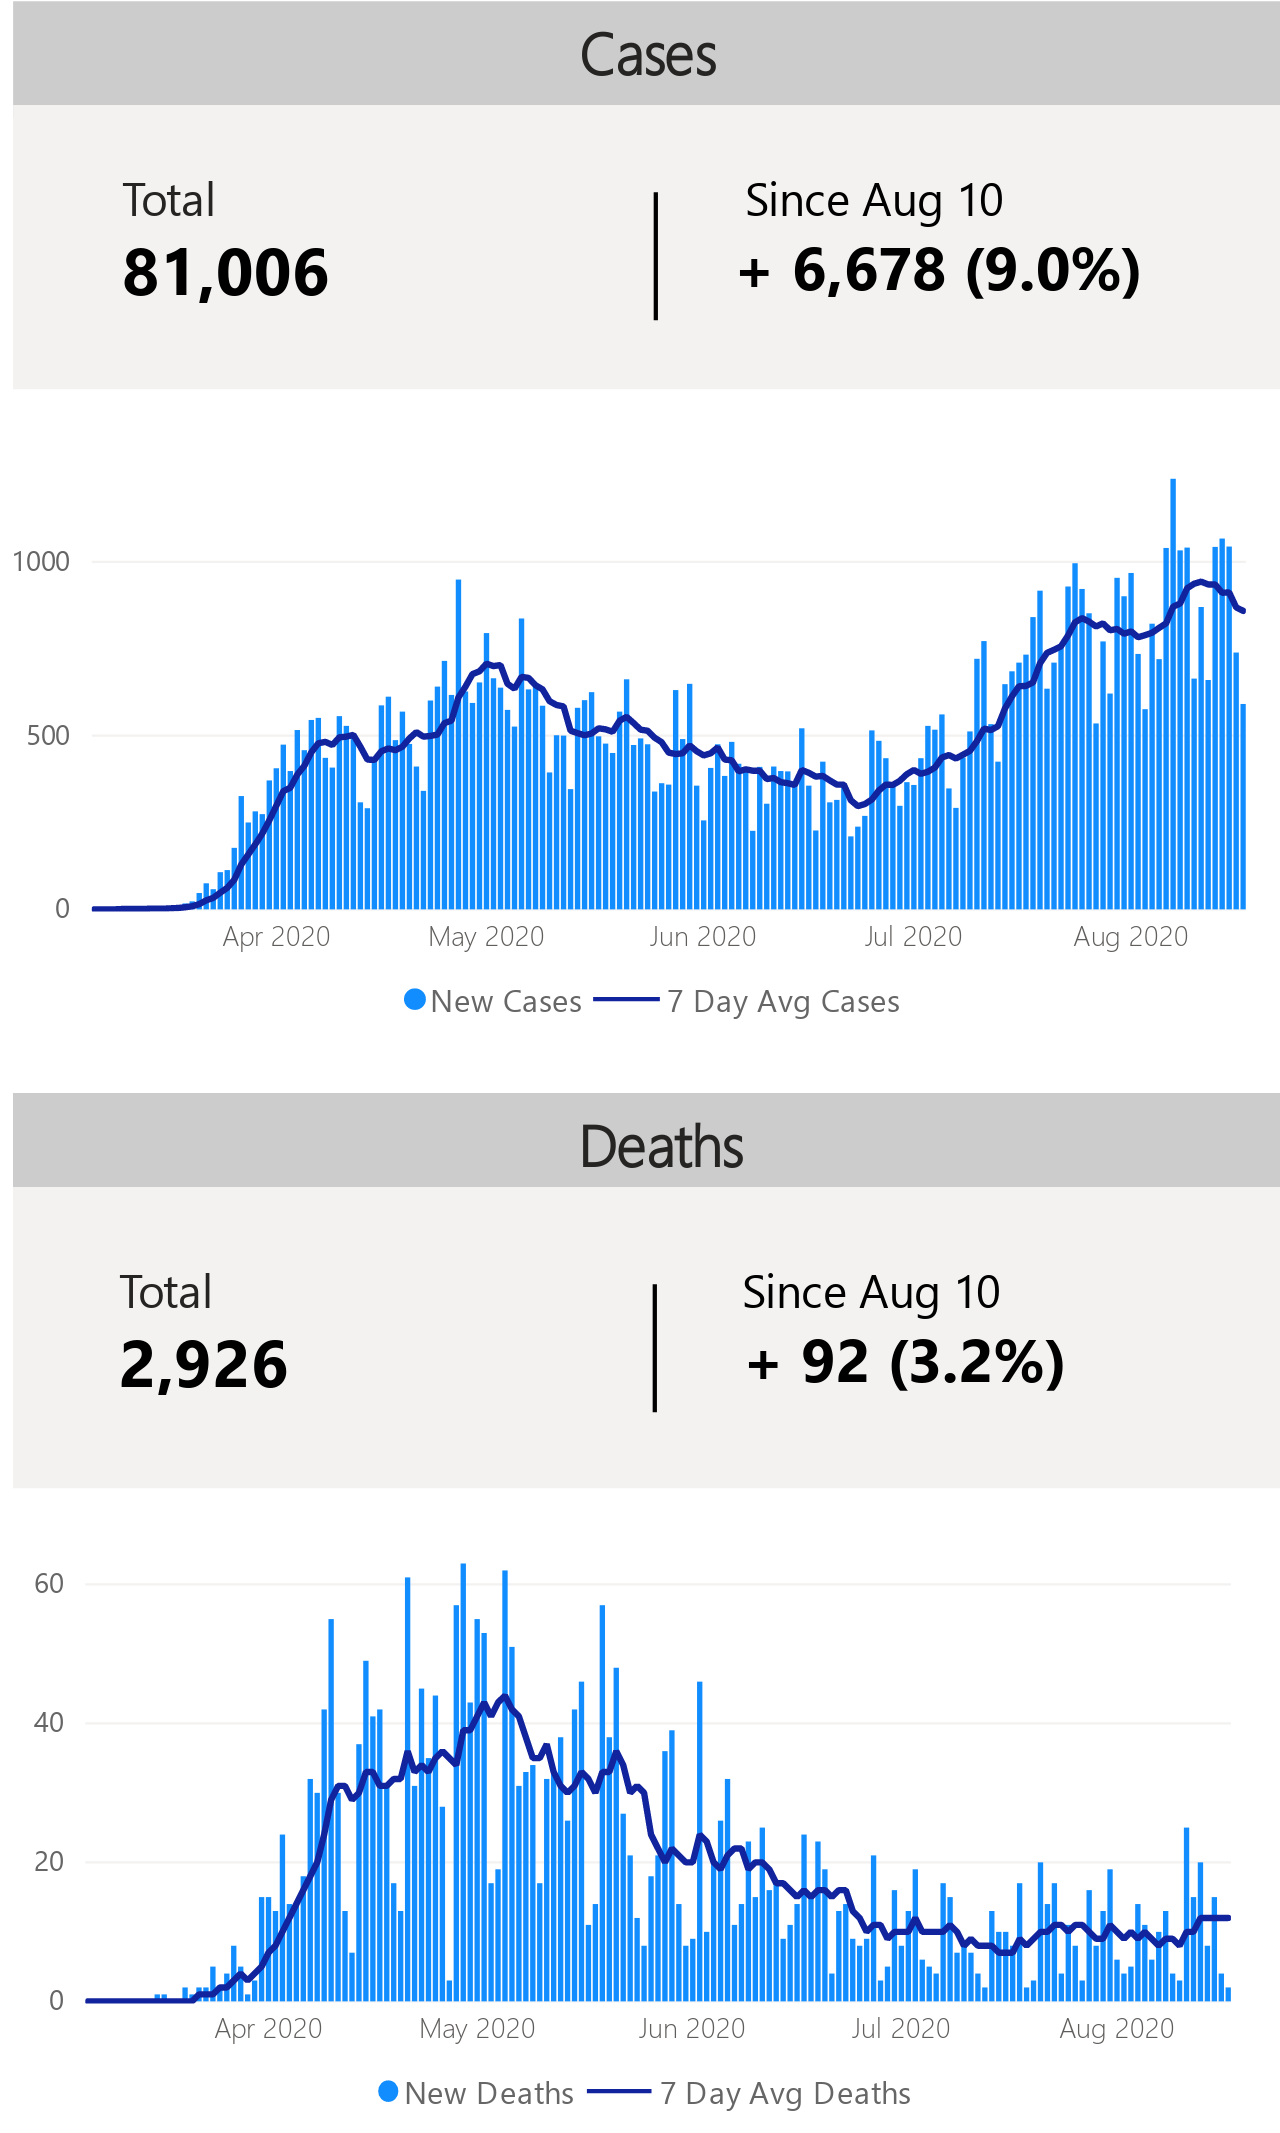 Cases
Total
Since Aug 10
81,006
+ 6,678 (9.0%)
1000
500
0
Apr 2020
May 2020
Jun 2020
Jul 2020
Aug 2020
New Cases
7 Day Avg Cases
Deaths
Total
Since Aug 10
2,926
+ 92 (3.2%)
60
40
20
0
Apr 2020
May 2020
Jun 2020
Jul 2020
Aug 2020
New Deaths
7 Day Avg Deaths